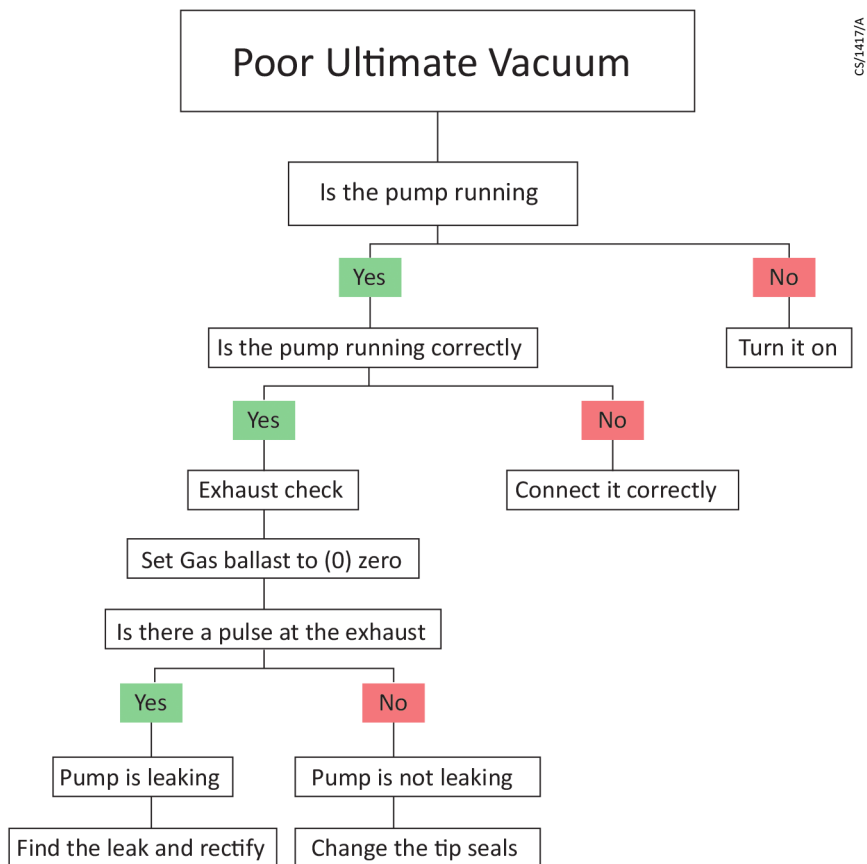 Poor Ultimate Vacuum
CS/1417/A
Is the pump running
Yes
No
Is the pump running correctly
Turn it on
Yes
No
Exhaust check
Connect it correctly
Set Gas ballast to (0) zero
Is there a pulse at the exhaust
Yes
No
Pump is leaking
Pump is not leaking
Find the leak and rectify
Change the tip seals